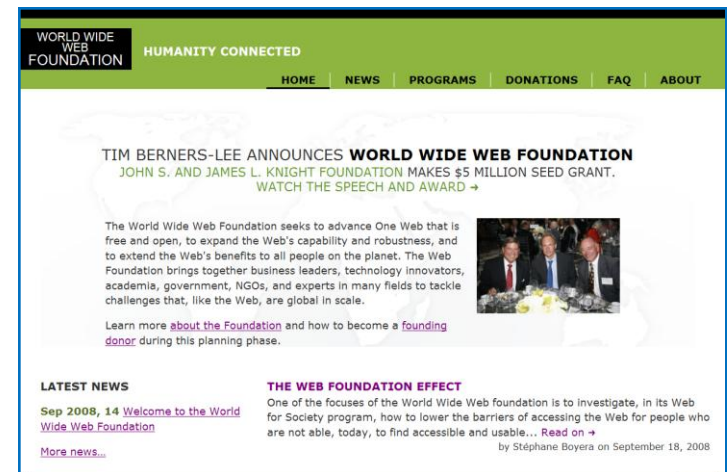 WORLD WIDE
WEB
FOUNDATION
HUMANITY CONNECTED
HOME NEWS PROGRAMS DONATIONS FAQ ABOUT
TIM BERNERS-LEE ANNOUNCES WORLD WIDE WEB FOUNDATION
JOHN S. AND JAMES L. KNIGHT FOUNDATION MAKES $5 MILLION SEED GRANT.
WATCH THE SPEECH AND AWARD →
The World Wide Web Foundation seeks to advance One Web that is
free and open, to expand the Web's capability and robustness, and
to extend the Web's benefits to all people on the planet. The Web
Foundation brings together business leaders, technology innovators,
academia, government, NGOs, and experts in many fields to tackle
challenges that, like the Web, are global in scale.
Learn more about the Foundation and how to become a founding
donor during this planning phase.
LATEST NEWS
Sep 2008, 14 Welcome to the World
Wide Web Foundation
More news...
THE WEB FOUNDATION EFFECT
One of the focuses of the World Wide Web foundation is to investigate, in its Web
for Society program, how to lower the barriers of accessing the Web for people who
are not able, today, to find accessible and usable... Read on →
by Stéphane Boyera on September 18, 2008